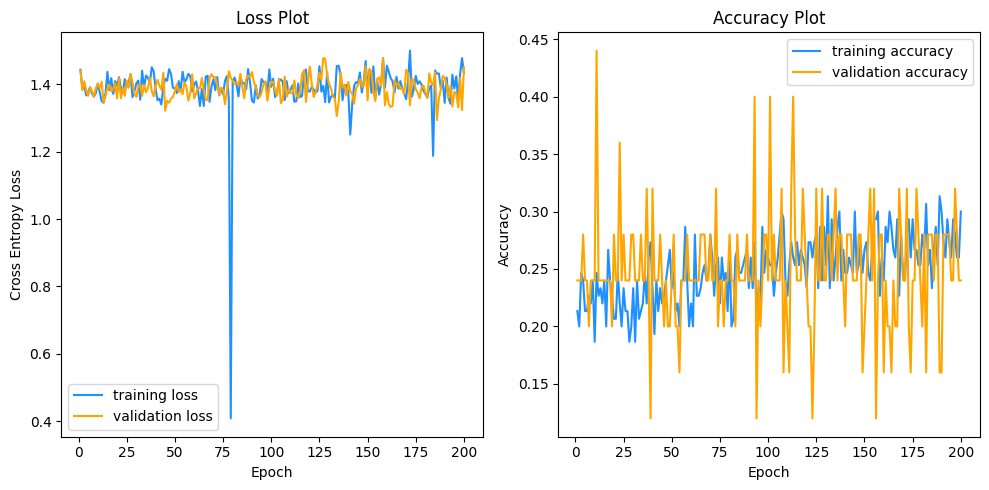 Loss Plot
Cross Entropy Loss
1.4
1.2
1.0
0.8
0.6
0.4
training loss
validation loss
0 25 50 75 100 125 150 175 200
Epoch
Accuracy Plot
Accuracy
0.45
0.40
0.35
0.30
0.25
0.20
0.15
training accuracy
validation accuracy
0 25 50 75 100 125 150 175 200
Epoch